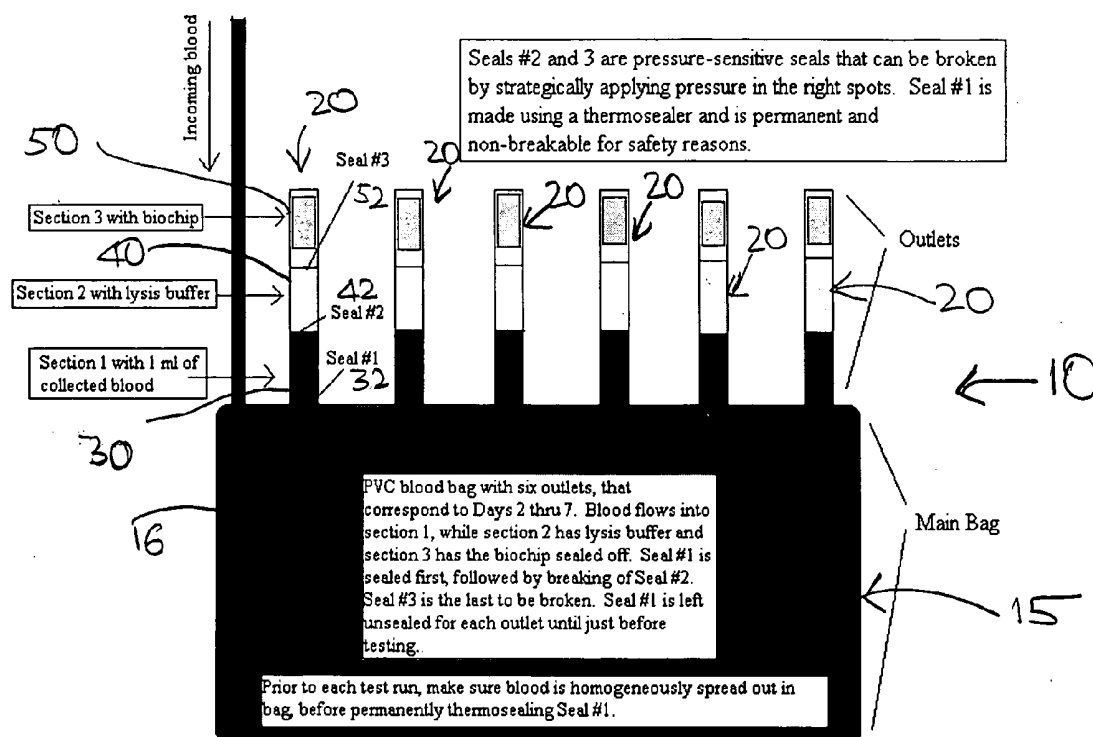 Incoming blood
Seals #2 and 3 are pressure-sensitive seals that can be broken
by strategically applying pressure in the right spots. Seal #1 is
made using a thermosealer and is permanent and
non-breakable for safety reasons.
20
50
20
20
20
Seal #3
52
Section 3 with biochip
Outlets
40
20
20
Section 2 with lysis buffer
42
Seal #2
Section 1 with 1 ml of
collected blood
Seal #1
32
10
30
PVC blood bag with six outlets, that
correspond to Days 2 thru 7. Blood flows into
section 1, while section 2 has lysis buffer and
section 3 has the biochip sealed off. Seal #1 is
sealed first, followed by breaking of Seal #2.
Seal #3 is the last to be broken. Seal #1 is left
unsealed for each outlet until just before
testing.
16
Main Bag
15
Prior to each test run, make sure blood is homogeneously spread out in
bag, before permanently thermosealing Seal #1.